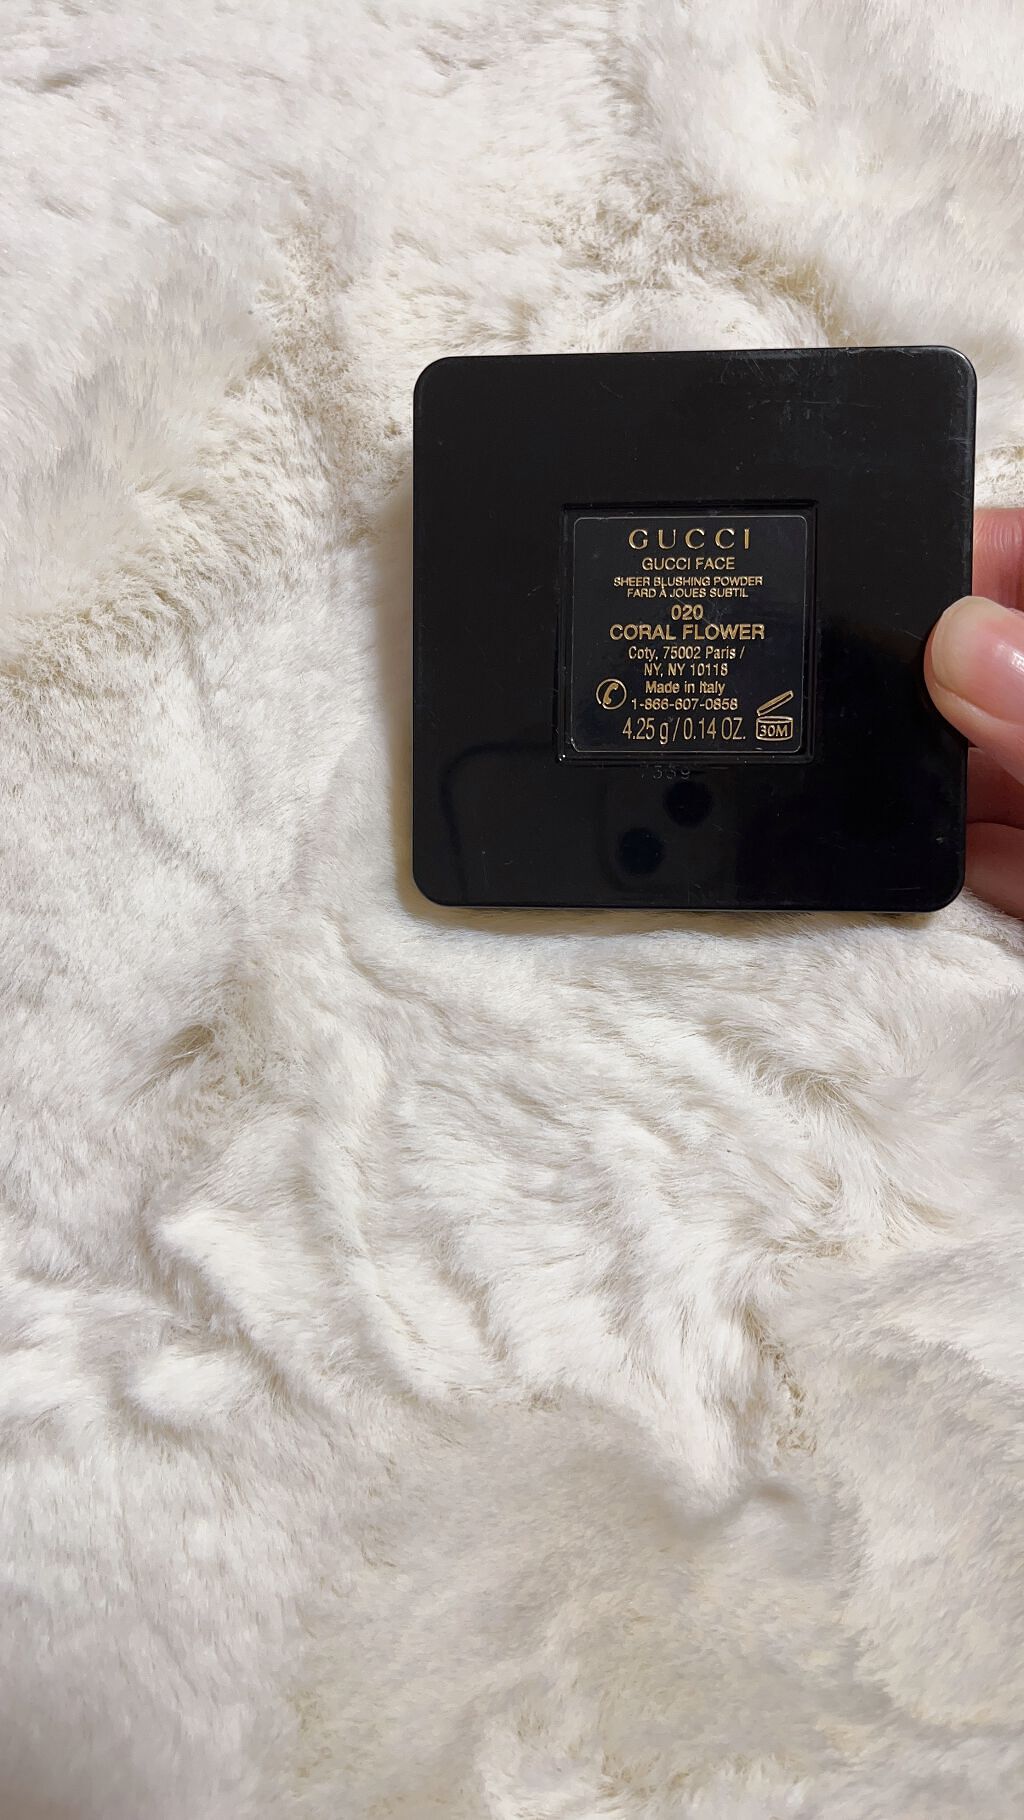 GUCCI
GUCCI FACE
SHEER BLUSHING POWDER
FARD À JOUES SUBTIL
020
CORAL FLOWER
Coty, 75002 Paris /
NY, NY 10118
Made in Italy
1-866-607-0858
4.25 g / 0.14 OZ. 30M